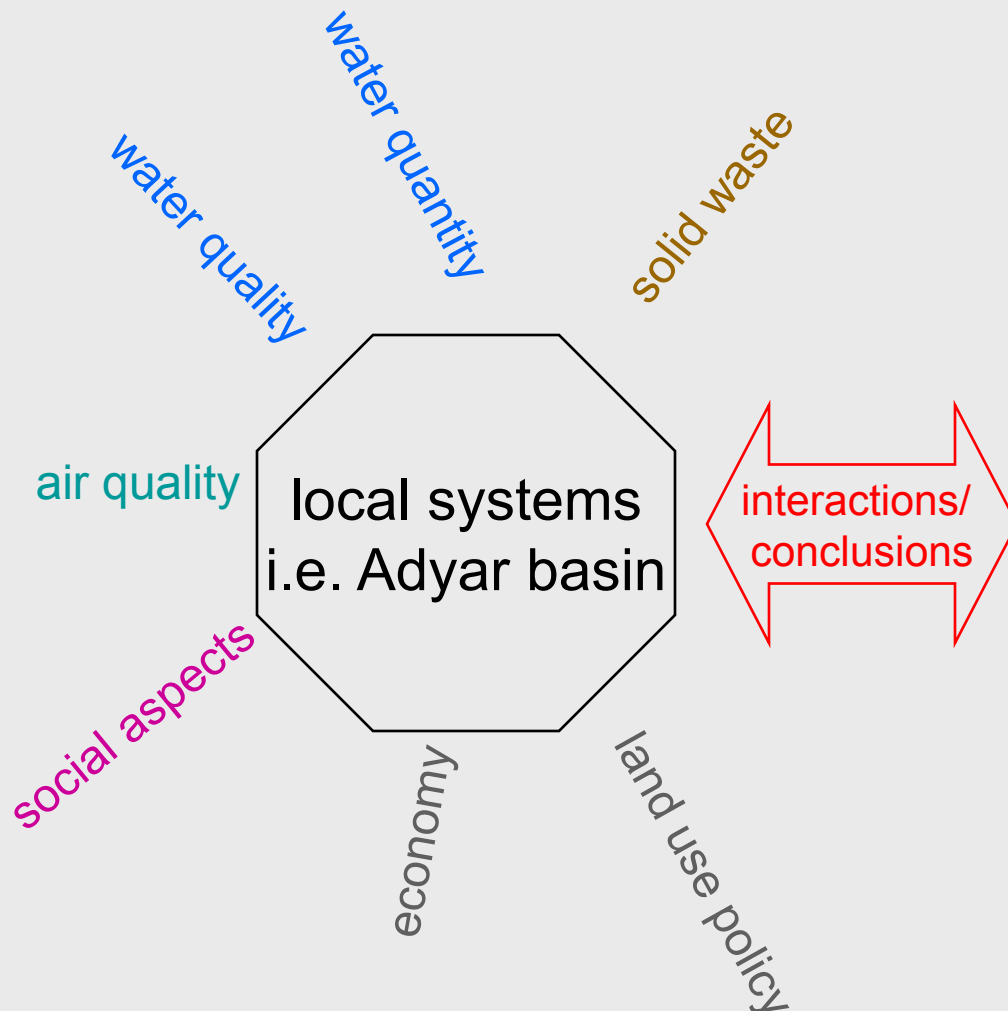 water quantity
water quality
solid waste
air quality
local systems
i.e. Adyar basin
interactions/
conclusions
social aspects
economy
land use policy